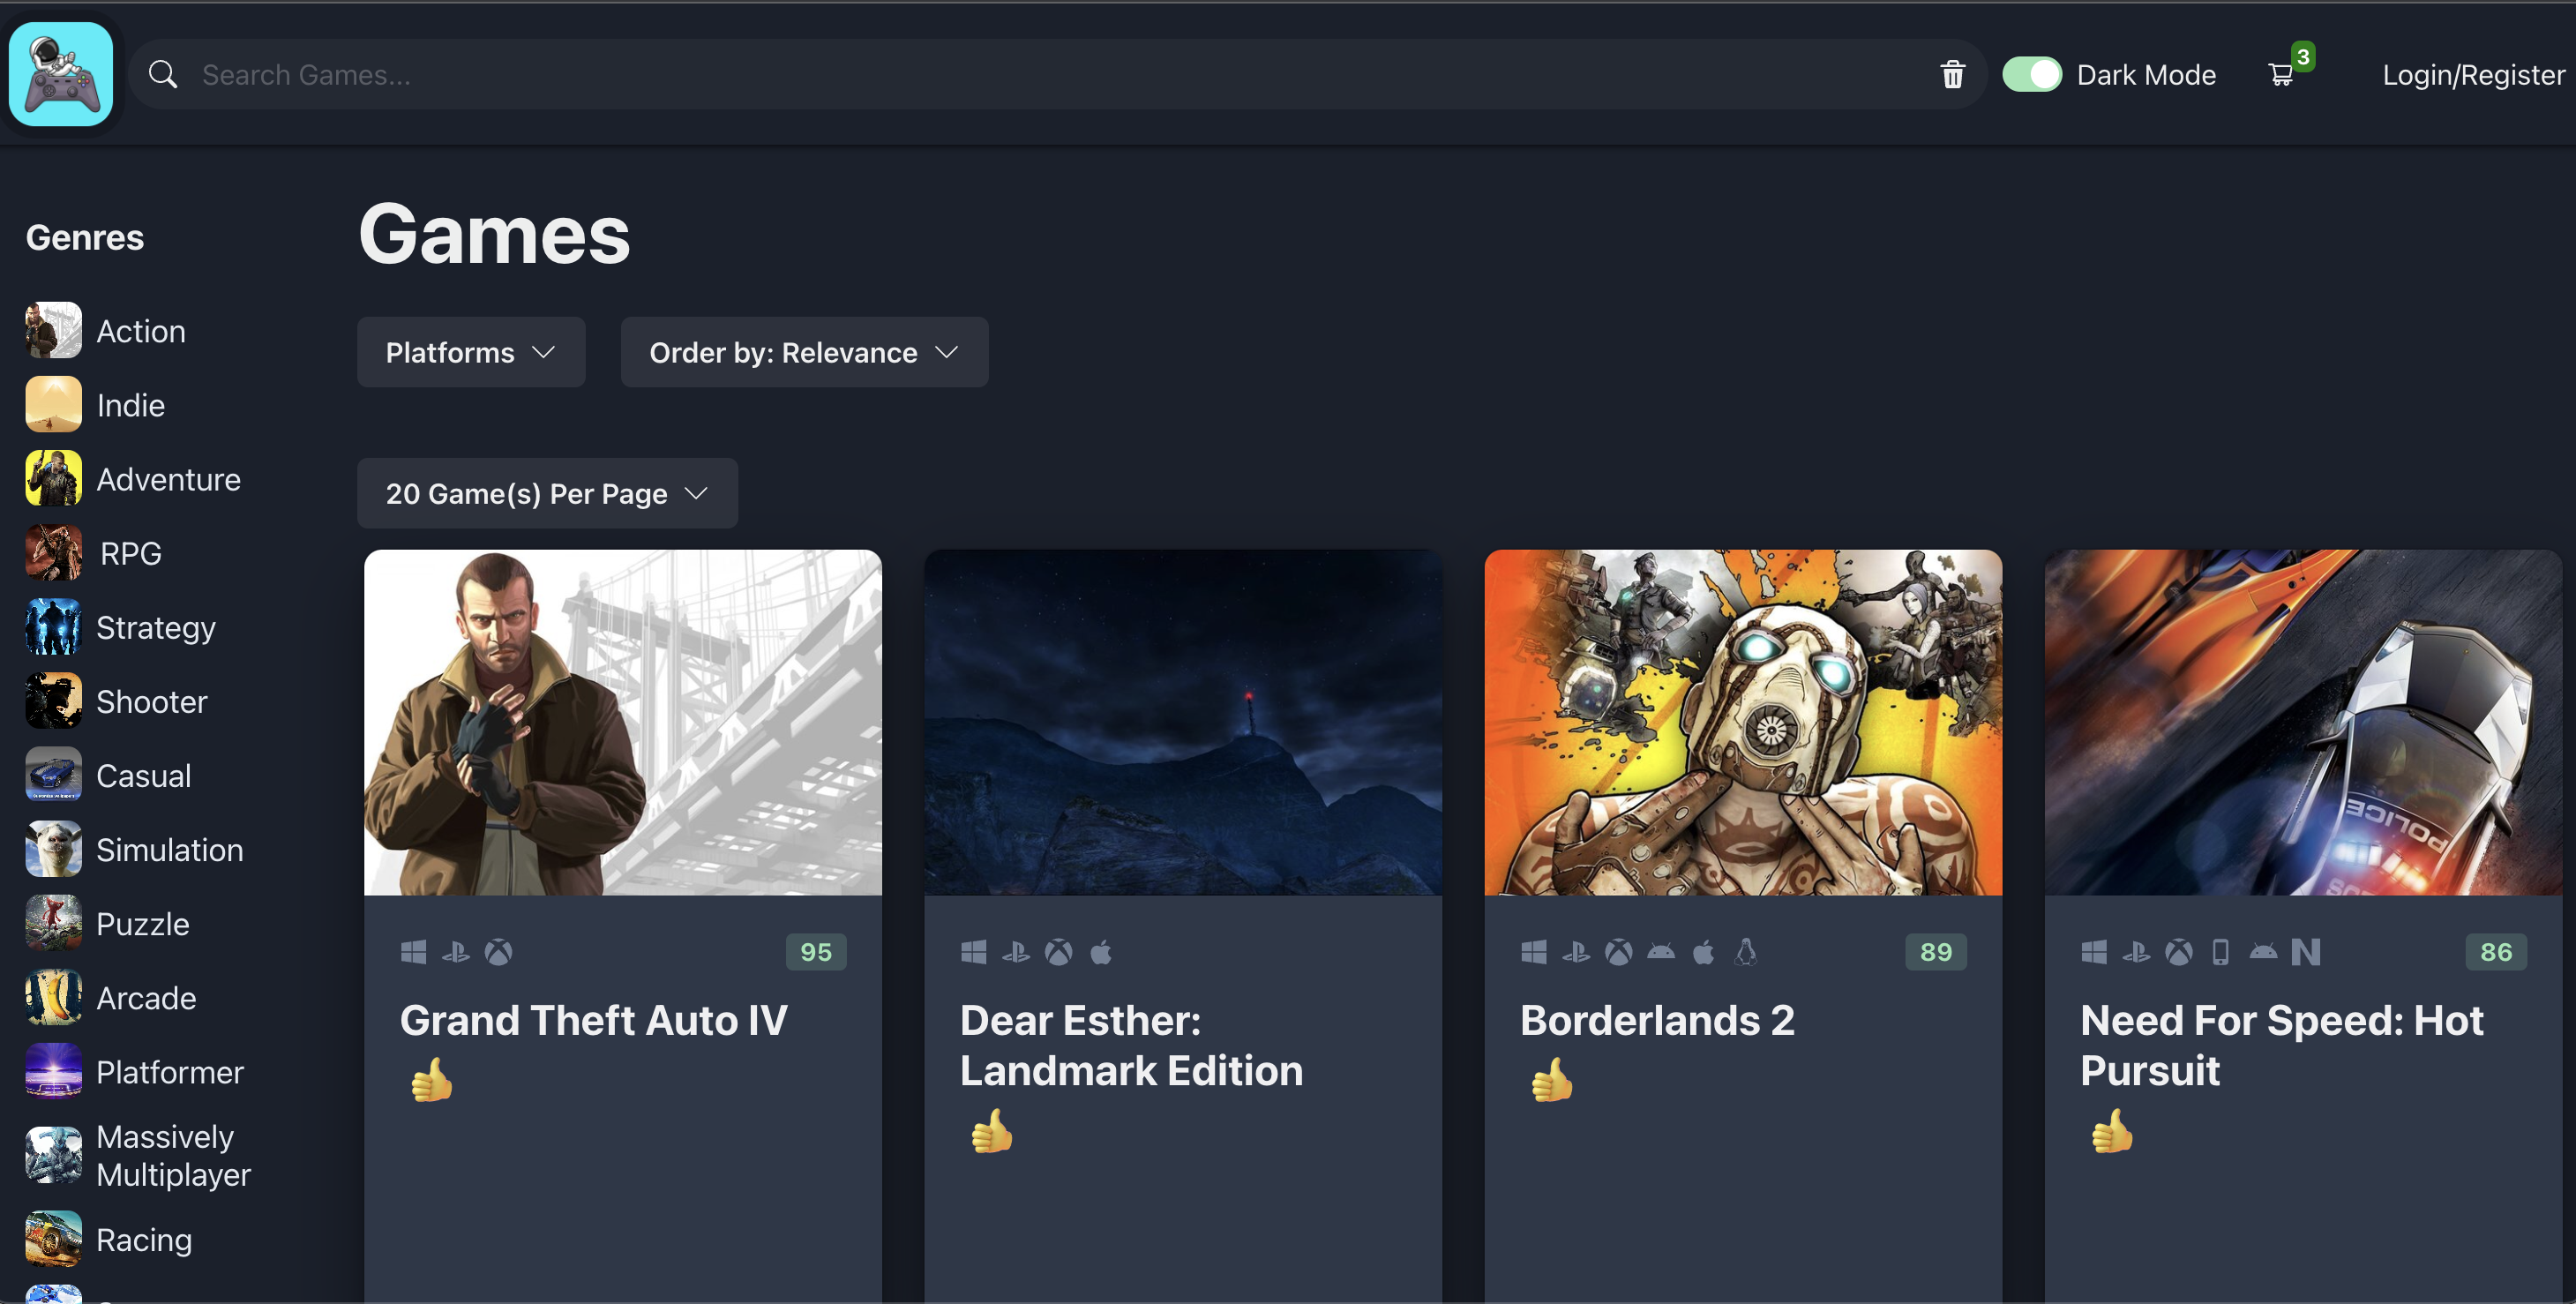 Search Games...
Dark Mode
3
Login/Register
Genres
Action
Indie
Adventure
RPG
Strategy
Shooter
Casual
Simulation
Puzzle
Arcade
Platformer
Massively
Multiplayer
Racing
Games
Platforms
Order by: Relevance
20 Game(s) Per Page
95
Grand Theft Auto IV
Dear Esther:
Landmark Edition
89
Borderlands 2
POLICE
86
Need For Speed: Hot
Pursuit